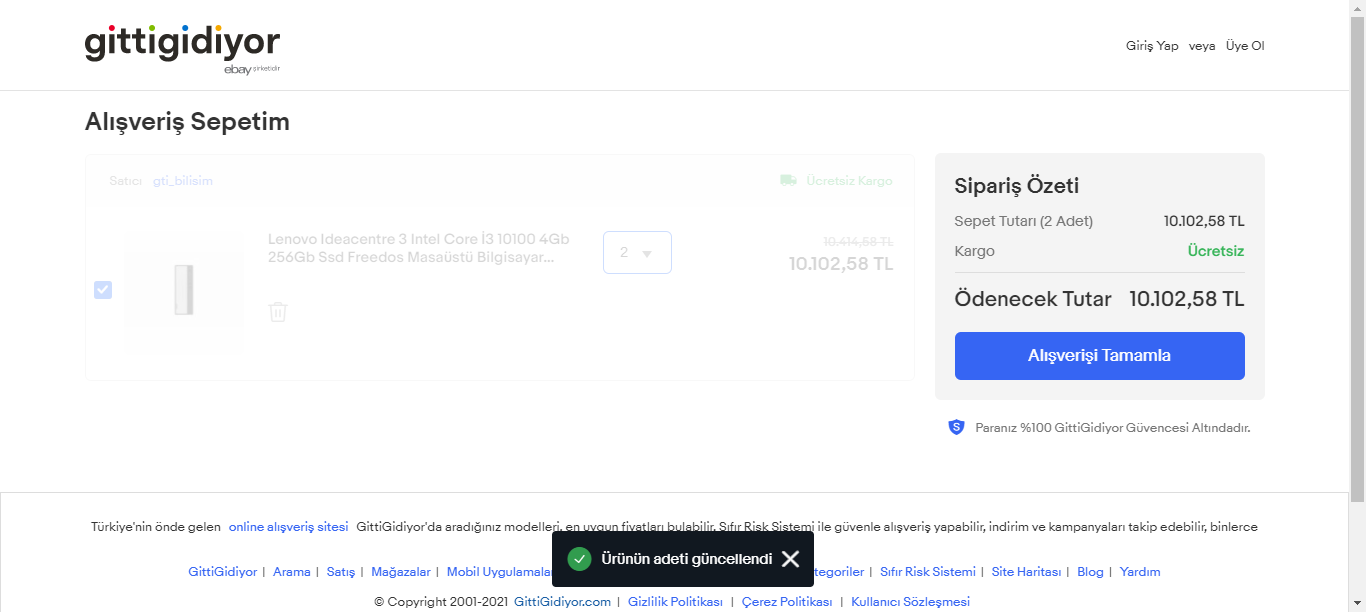 gittigidiyor
ebay şirketidir
Giriş Yap veya Üye Ol
Alışveriş Sepetim
Satıcı gti_bilisim
Ücretsiz Kargo
Lenovo Ideacentre 3 Intel Core İ3 10100 4Gb
256Gb Ssd Freedos Masaüstü Bilgisayar...
2
10.414,58 TL
10.102,58 TL
Sipariş Özeti
Sepet Tutarı (2 Adet) 10.102,58 TL
Kargo Ücretsiz
Ödenecek Tutar 10.102,58 TL
Alışverişi Tamamla
Paranız %100 GittiGidiyor Güvencesi Altındadır.
Türkiye'nin önde gelen online alışveriş sitesi GittiGidiyor'da aradığınız modelleri, en uygun fiyatları bulabilir, Sıfır Risk Sistemi ile güvenle alışveriş yapabilir, indirim ve kampanyaları takip edebilir, binlerce
Ürünün adeti güncellendi
GittiGidiyor | Arama | Satış | Mağazalar | Mobil Uygulamala tegoriler | Sıfır Risk Sistemi | Site Haritası | Blog | Yardım
© Copyright 2001-2021 GittiGidiyor.com | Gizlilik Politikası | Çerez Politikası | Kullanıcı Sözleşmesi